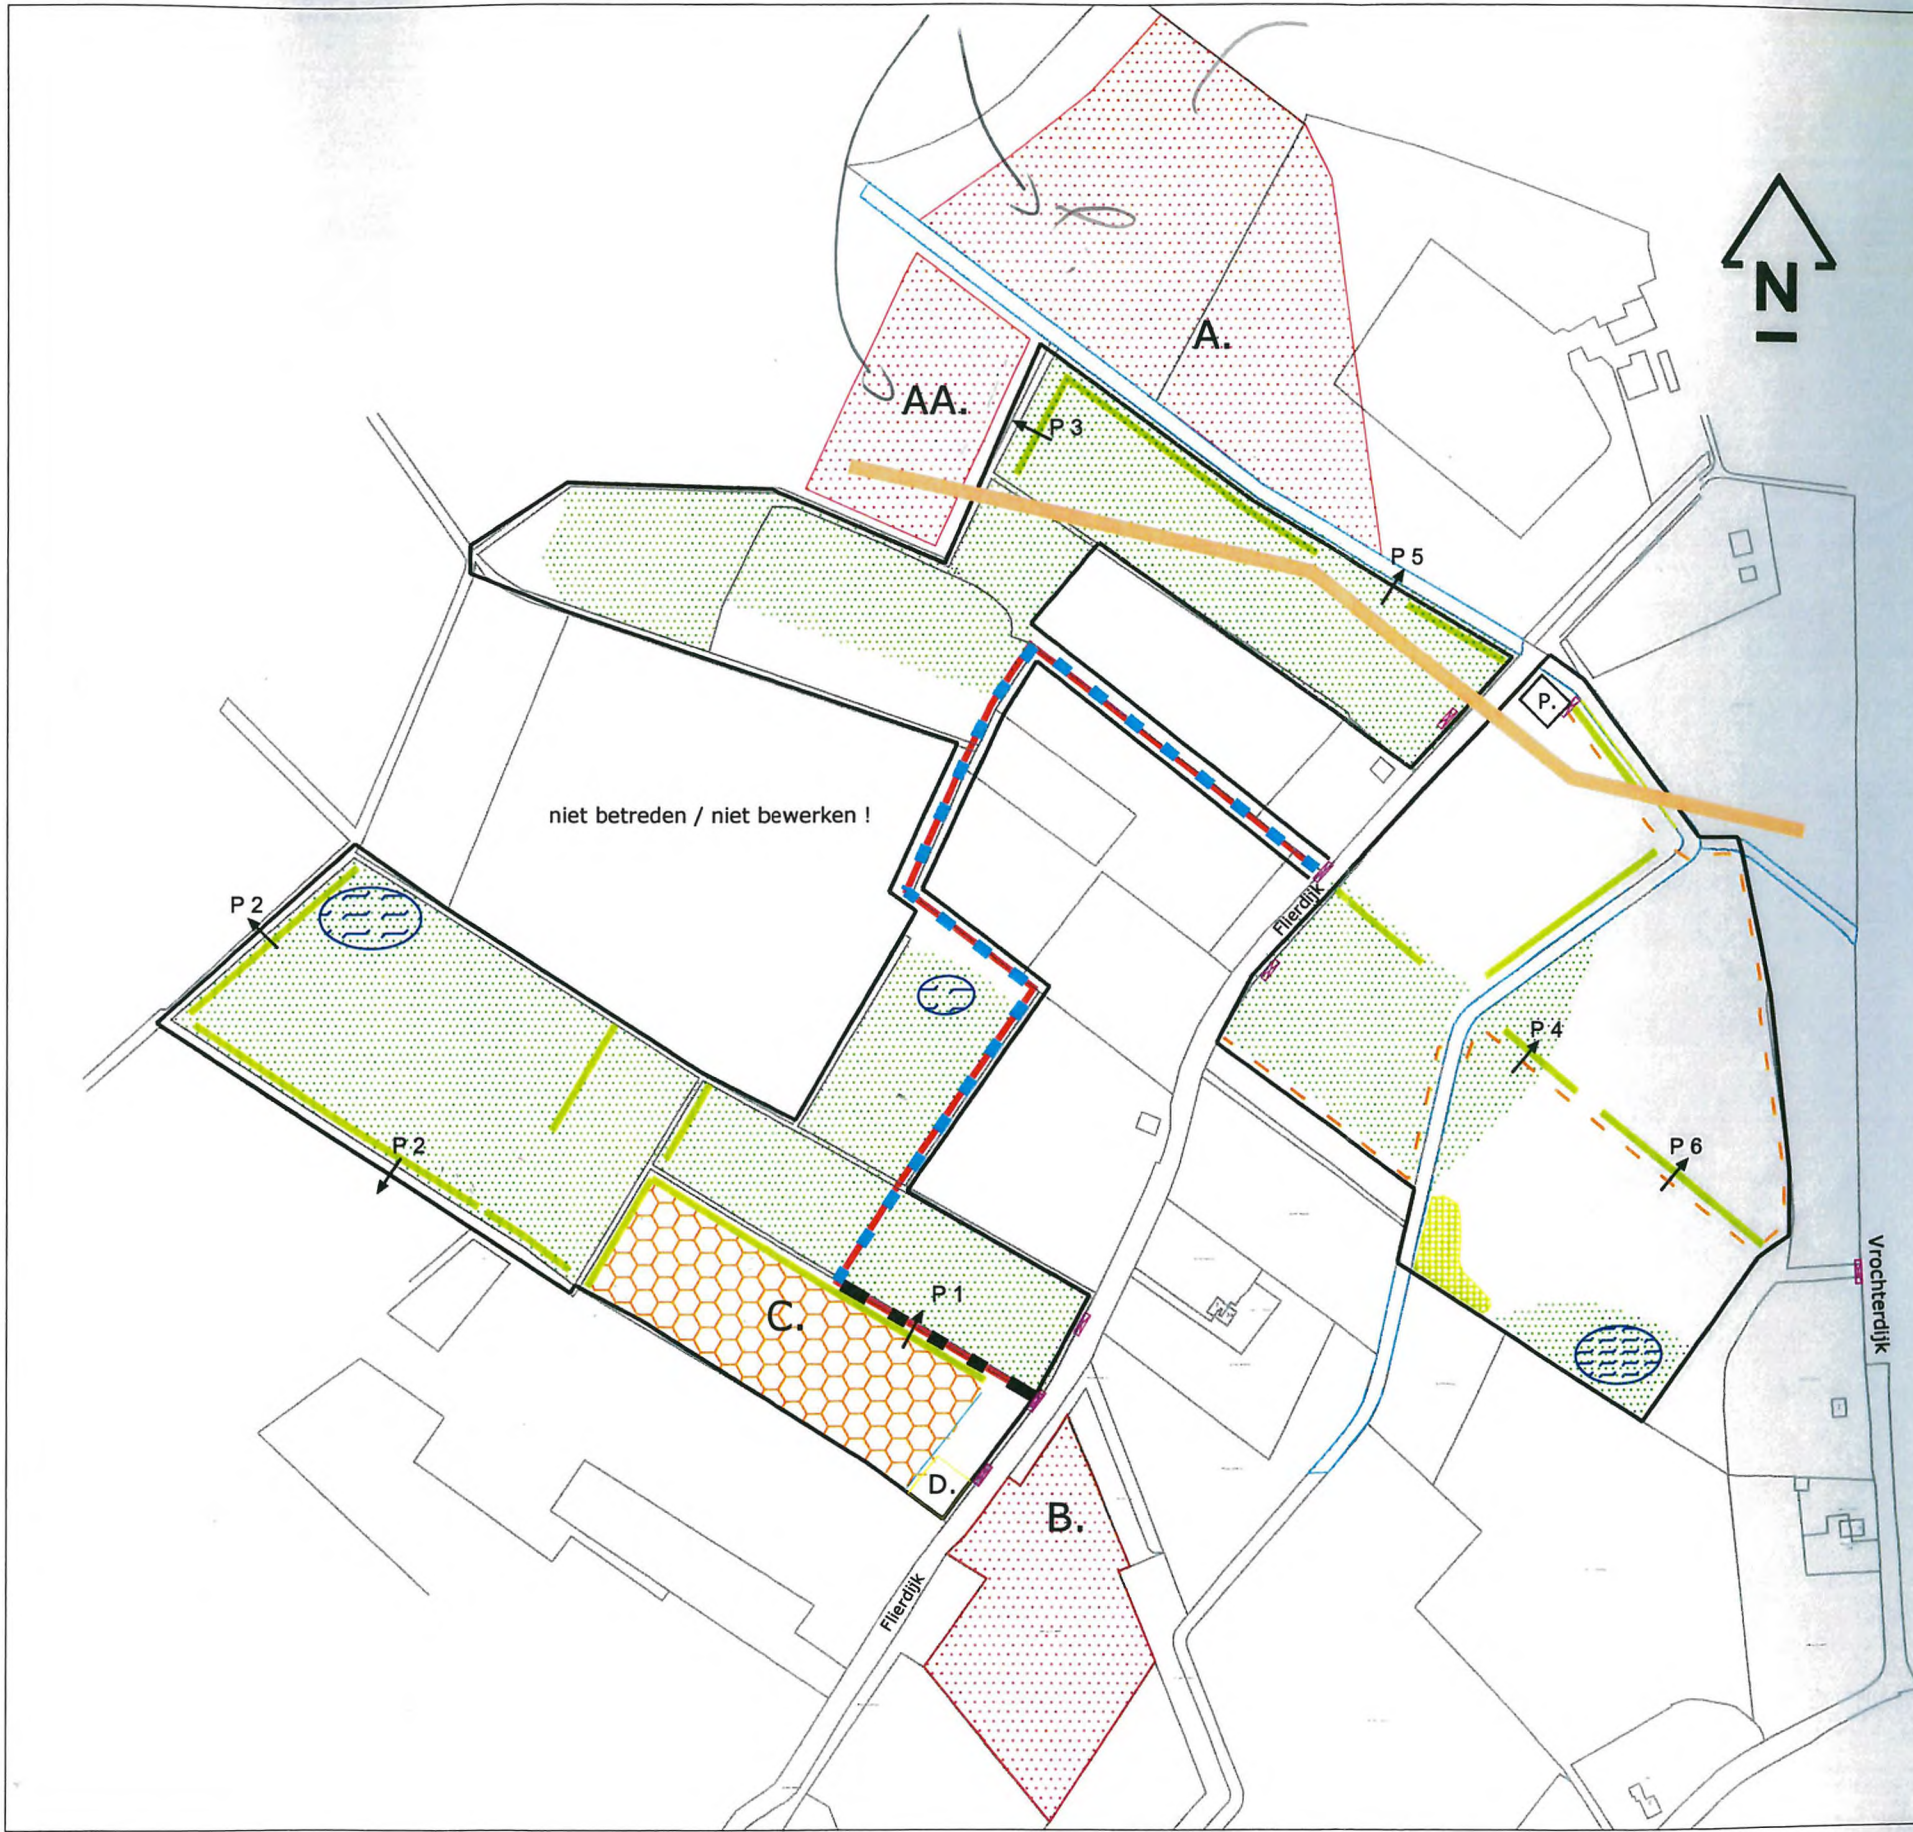 N
A.
AA.
P 3
P 5
P.
niet betreden / niet bewerken !
P 2
Flierdijk
P 4
P 2
P 6
Vrochterdijk
P 1
C.
D.
B.
Flierdijk